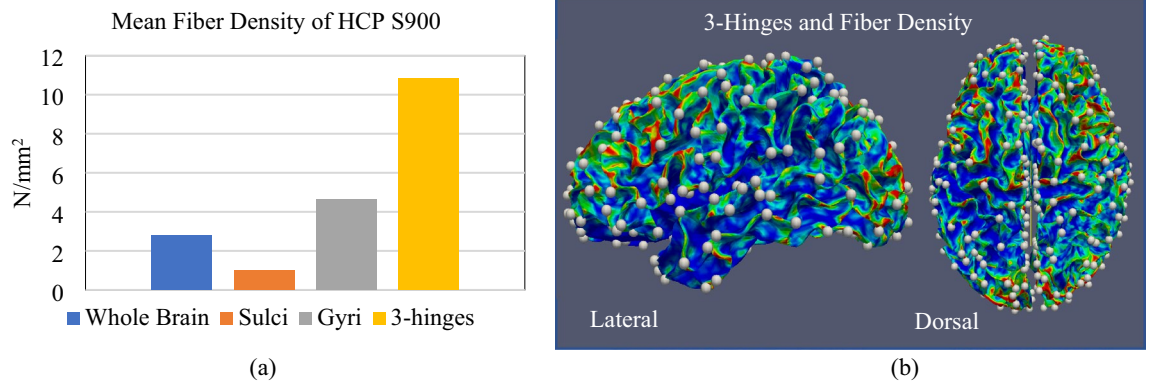 Mean Fiber Density of HCP S900
12
10
8
6
4
2
0
N/mm²
Whole Brain Sulci Gyri 3-hinges
(a)
3-Hinges and Fiber Density
Lateral
Dorsal
(b)